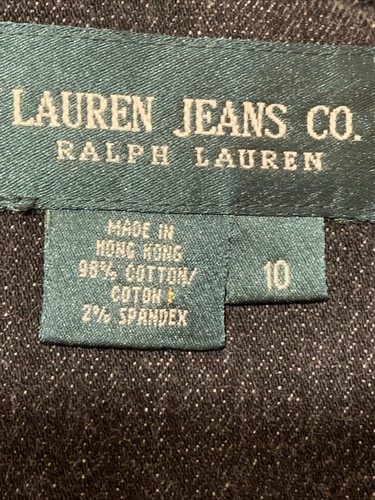 LAUREN JEANS CO.
RALPH LAUREN
MADE IN
HONG KONG
98% COTTON/
COTON
2% SPANDEX
10